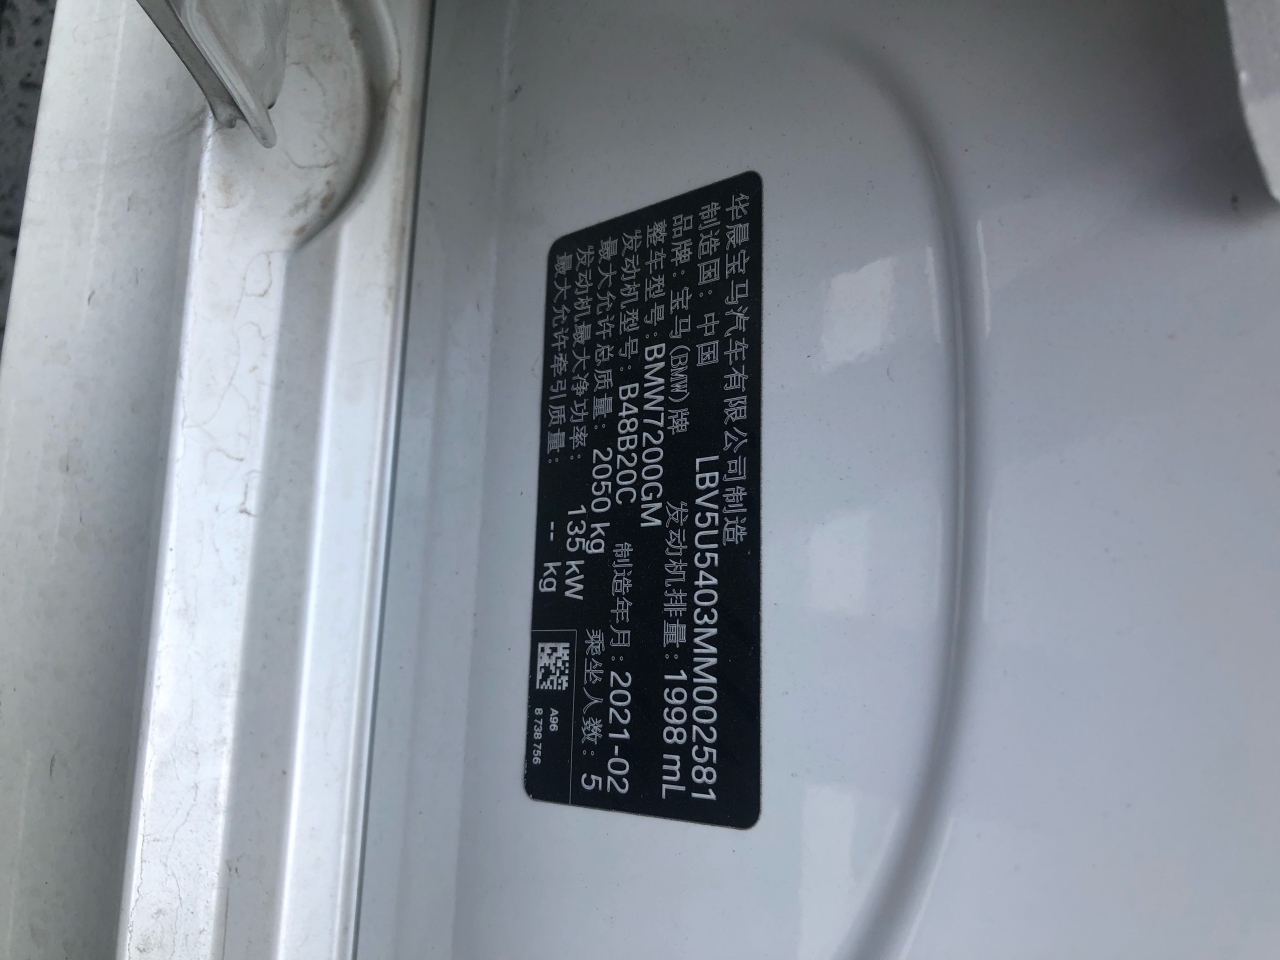 华晨宝马汽车有限公司制造
制造国：中国 LBV5U5403MM002581
品牌：宝马(BMW)牌 发动机排量：1998 mL
整车型号：BMW7200GM
发动机型号：B48B20C 制造年月：2021-02
最大允许总质量：2050 kg 乘坐人数：5
发动机最大净功率：135 kW
最大允许牵引质量：-- kg
A96
8 738 756